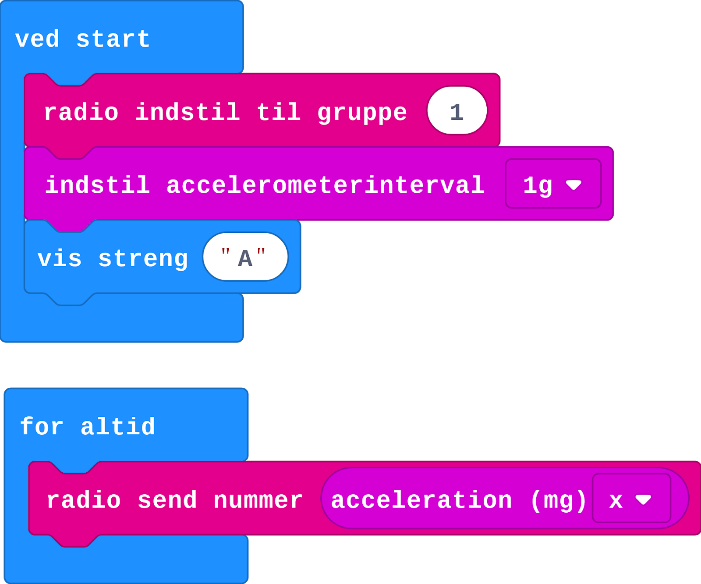 ved start
radio indstil til gruppe 1
indstil accelerometerinterval 1g
vis streng "A"
for altid
radio send nummer acceleration (mg) x